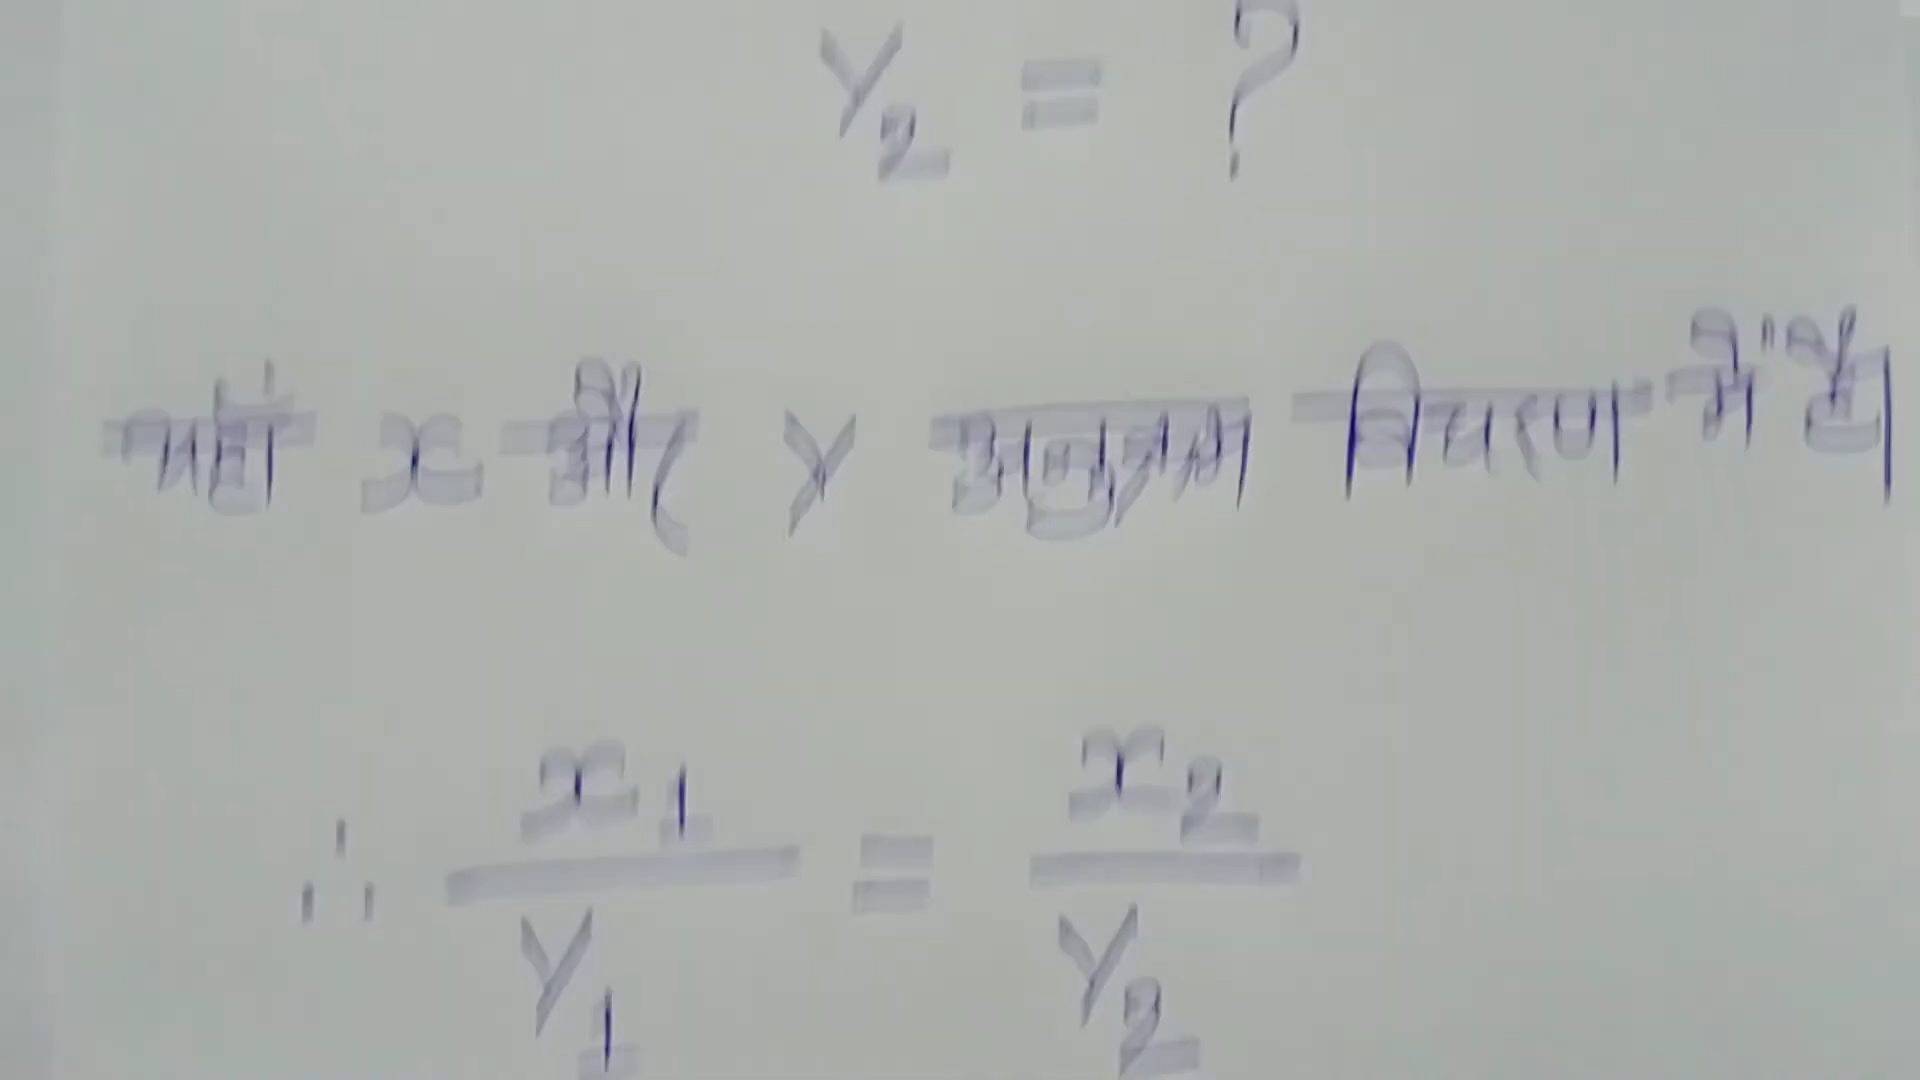 Y₂ = ?
यहाँ x और Y अनुक्रम विचरण में है।
∴ x₁/Y₁ = x₂/Y₂